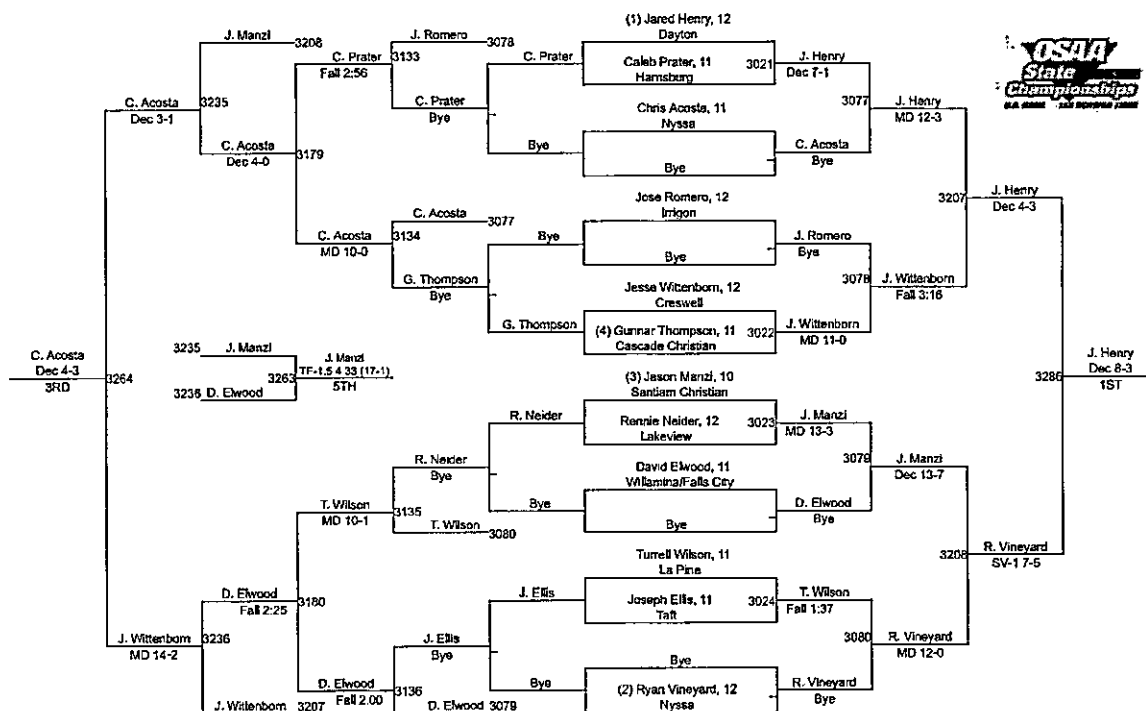 (1) Jared Henry, 12
Dayton
OSAA
State
Championships
J. Manzi
3208
J. Romero
3078
C. Prater
3133
Fall 2:56
C. Prater
Caleb Prater, 11
Harrisburg
3021
J. Henry
Dec 7-1
C. Acosta
Dec 3-1
3235
C. Prater
Bye
Chris Acosta, 11
Nyssa
3077
J. Henry
MD 12-3
C. Acosta
Dec 4-0
3179
Bye
Bye
C. Acosta
Bye
Jose Romero, 12
Irrigon
3207
J. Henry
Dec 4-3
C. Acosta
3077
C. Acosta
MD 10-0
3134
Bye
Bye
J. Romero
Bye
G. Thompson
Bye
Jesse Wittenborn, 12
Creswell
3078
J. Wittenborn
Fall 3:16
G. Thompson
(4) Gunnar Thompson, 11
Cascade Christian
3022
J. Wittenborn
MD 11-0
C. Acosta
Dec 4-3
3RD
3264
3235
J. Manzi
3263
J. Manzi
TF-1.5 4 33 (17-1)
5TH
3236
D. Elwood
3286
J. Henry
Dec 8-3
1ST
(3) Jason Manzi, 10
Santiam Christian
R. Neider
Rennie Neider, 12
Lakeview
3023
J. Manzi
MD 13-3
R. Neider
Bye
David Elwood, 11
Willamina/Falls City
3079
J. Manzi
Dec 13-7
T. Wilson
MD 10-1
3135
Bye
Bye
D. Elwood
Bye
T. Wilson
3080
Turrell Wilson, 11
La Pine
3208
R. Vineyard
SV-1 7-5
D. Elwood
Fall 2:25
3180
J. Ellis
Joseph Ellis, 11
Taft
3024
T. Wilson
Fall 1:37
J. Wittenborn
MD 14-2
3236
J. Ellis
Bye
Bye
3080
R. Vineyard
MD 12-0
D. Elwood
Fall 2.00
3136
Bye
(2) Ryan Vineyard, 12
Nyssa
R. Vineyard
Bye
J. Wittenborn
3207
D. Elwood
3079